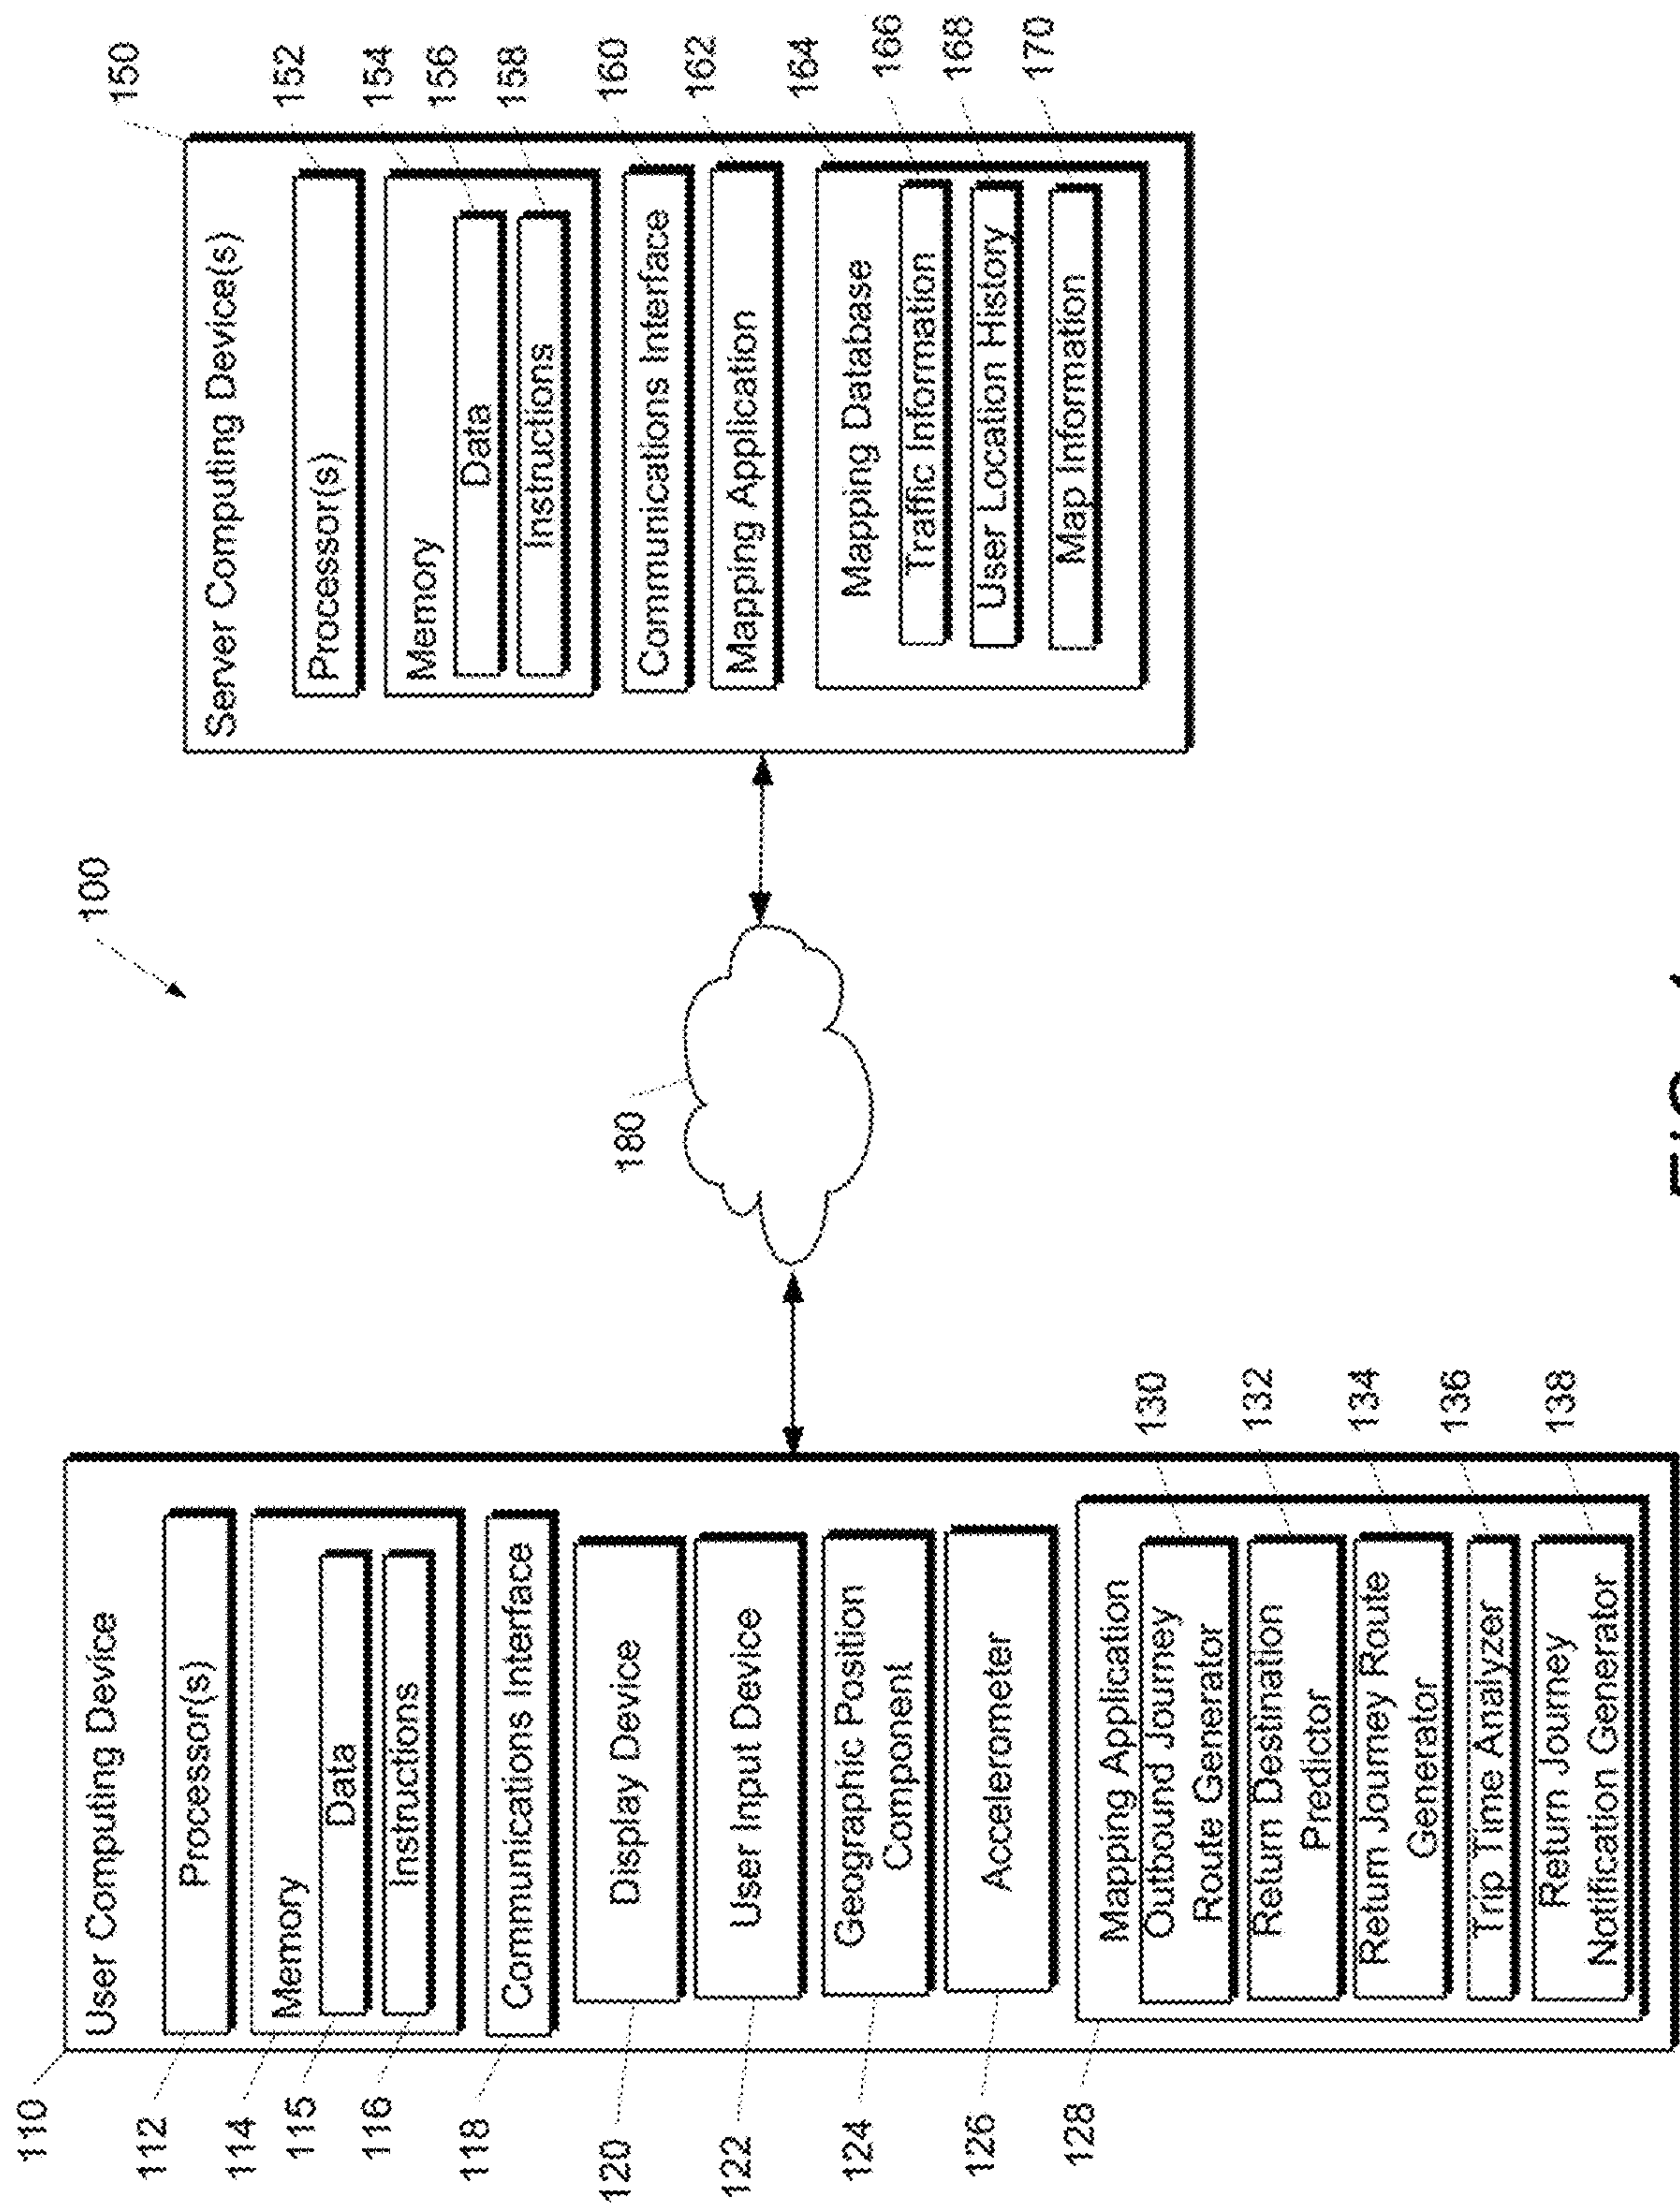 100
110
User Computing Device
112
Processor(s)
114
Memory
115
Data
116
Instructions
118
Communications Interface
120
Display Device
122
User Input Device
124
Geographic Position
Component
126
Accelerometer
128
Mapping Application
Outbound Journey
Route Generator
130
Return Destination
Predictor
132
Return Journey Route
Generator
134
Trip Time Analyzer
136
Return Journey
Notification Generator
138
180
150
Server Computing Device(s)
Processor(s)
152
Memory
154
Data
156
Instructions
158
Communications Interface
160
Mapping Application
162
Mapping Database
164
Traffic Information
166
User Location History
168
Map Information
170